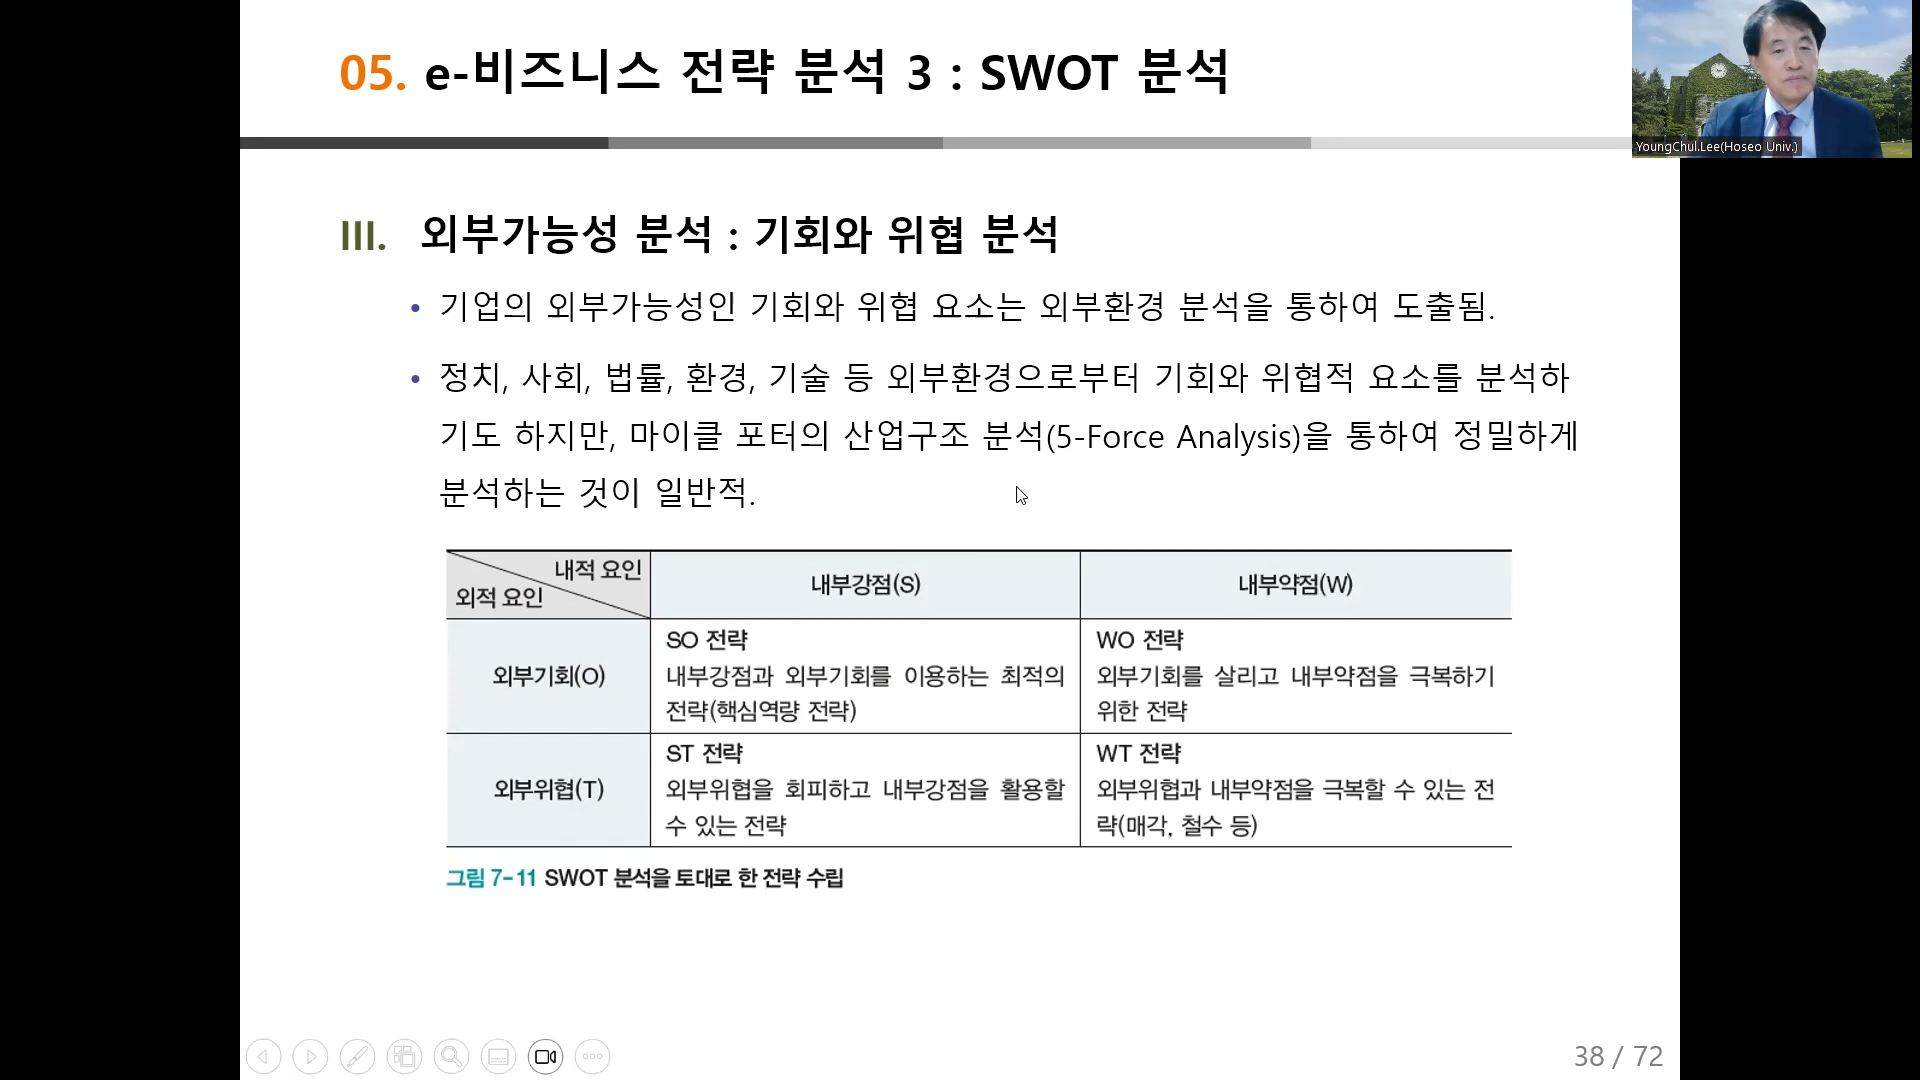 05. e-비즈니스 전략 분석 3 : SWOT 분석
YoungChul.Lee(Hoseo Univ.)
III. 외부가능성 분석 : 기회와 위협 분석
• 기업의 외부가능성인 기회와 위협 요소는 외부환경 분석을 통하여 도출됨.
• 정치, 사회, 법률, 환경, 기술 등 외부환경으로부터 기회와 위협적 요소를 분석하
기도 하지만, 마이클 포터의 산업구조 분석(5-Force Analysis)을 통하여 정밀하게
분석하는 것이 일반적.
내적 요인
외적 요인
내부강점(S)
내부약점(W)
외부기회(O)
SO 전략
내부강점과 외부기회를 이용하는 최적의
전략(핵심역량 전략)
WO 전략
외부기회를 살리고 내부약점을 극복하기
위한 전략
외부위협(T)
ST 전략
외부위협을 회피하고 내부강점을 활용할
수 있는 전략
WT 전략
외부위협과 내부약점을 극복할 수 있는 전
략(매각, 철수 등)
그림 7-11 SWOT 분석을 토대로 한 전략 수립
38 / 72